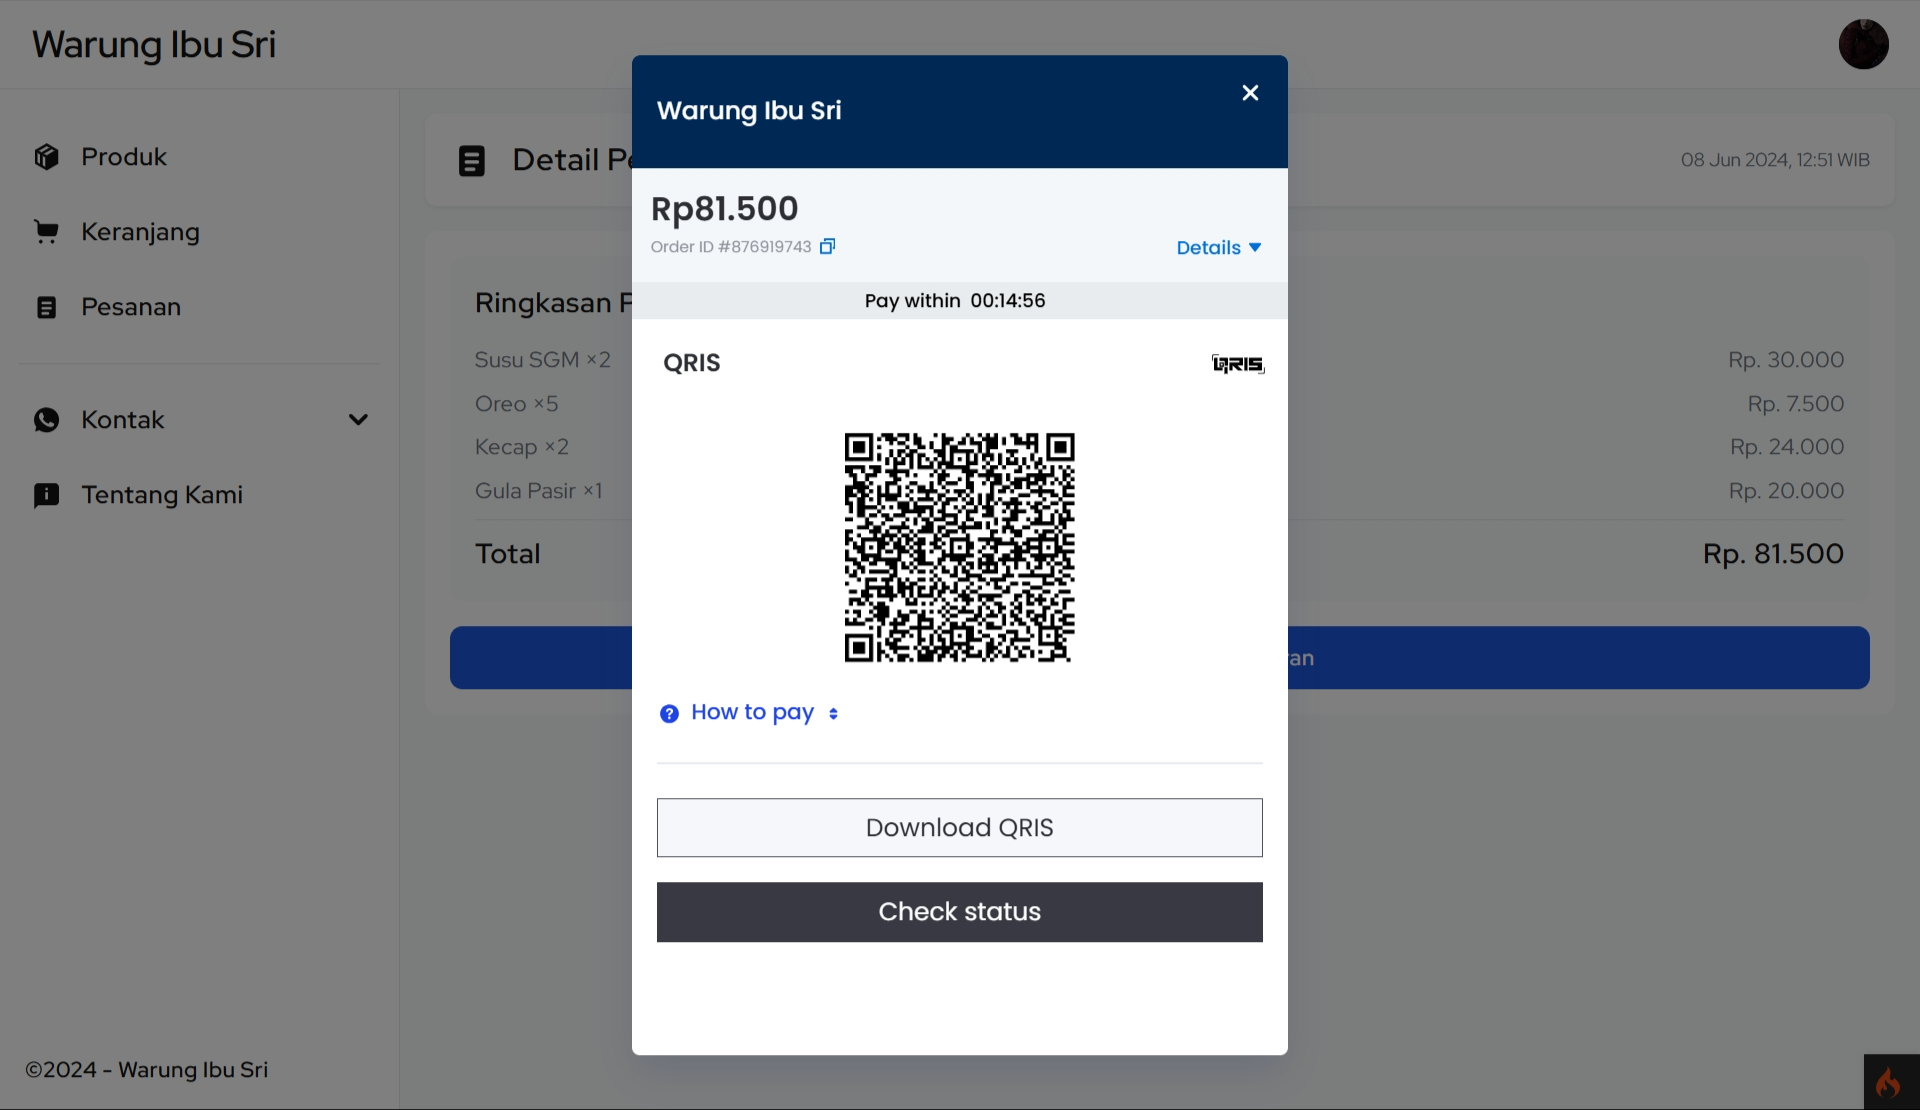 Warung Ibu Sri
Produk
Keranjang
Pesanan
Kontak
Tentang Kami
©2024 - Warung Ibu Sri
Detail
08 Jun 2024, 12:51 WIB
Ringkasan
Susu SGM ×2
Rp. 30.000
Oreo ×5
Rp. 7.500
Kecap ×2
Rp. 24.000
Gula Pasir ×1
Rp. 20.000
Total
Rp. 81.500
Warung Ibu Sri
Rp81.500
Order ID #876919743
Details
Pay within 00:14:56
QRIS
QRIS
How to pay
Download QRIS
Check status